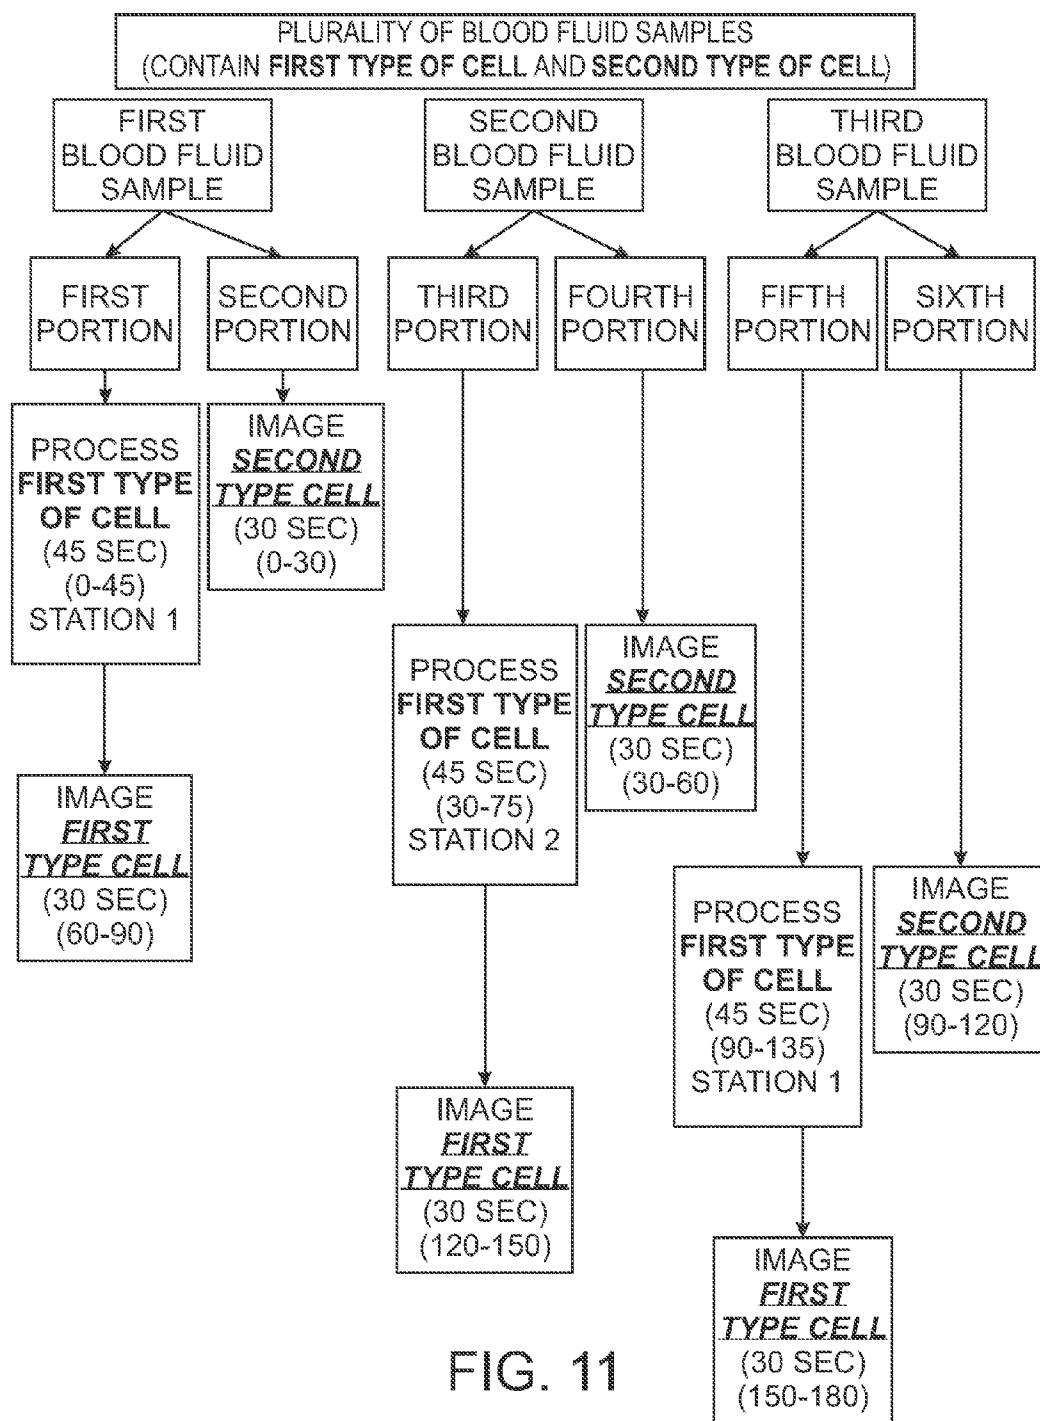 PLURALITY OF BLOOD FLUID SAMPLES
(CONTAIN FIRST TYPE OF CELL AND SECOND TYPE OF CELL)
FIRST
BLOOD FLUID
SAMPLE
SECOND
BLOOD FLUID
SAMPLE
THIRD
BLOOD FLUID
SAMPLE
FIRST
PORTION
SECOND
PORTION
THIRD
PORTION
FOURTH
PORTION
FIFTH
PORTION
SIXTH
PORTION
PROCESS
FIRST TYPE
OF CELL
(45 SEC)
(0-45)
STATION 1
IMAGE
SECOND
TYPE CELL
(30 SEC)
(0-30)
PROCESS
FIRST TYPE
OF CELL
(45 SEC)
(30-75)
STATION 2
IMAGE
SECOND
TYPE CELL
(30 SEC)
(30-60)
IMAGE
FIRST
TYPE CELL
(30 SEC)
(60-90)
PROCESS
FIRST TYPE
OF CELL
(45 SEC)
(90-135)
STATION 1
IMAGE
SECOND
TYPE CELL
(30 SEC)
(90-120)
IMAGE
FIRST
TYPE CELL
(30 SEC)
(120-150)
IMAGE
FIRST
TYPE CELL
(30 SEC)
(150-180)
FIG. 11